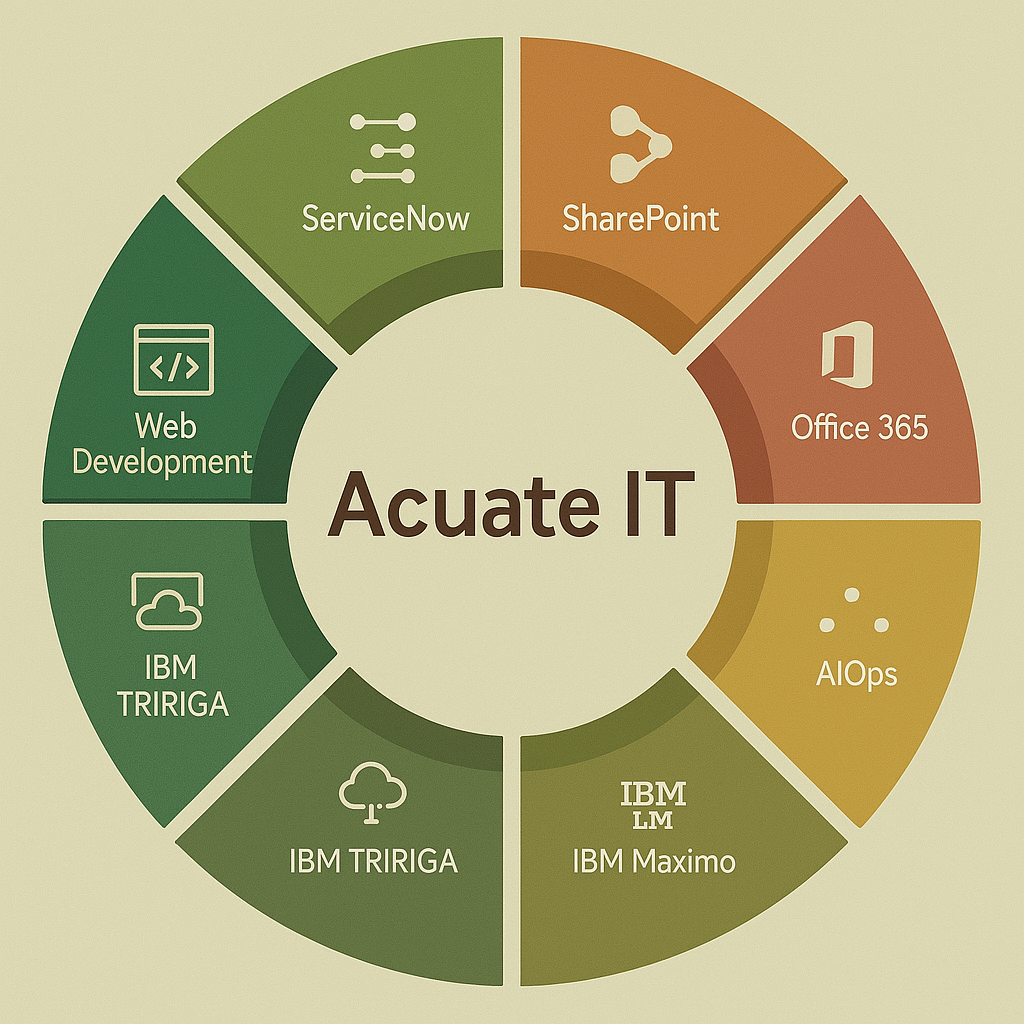 ServiceNow
SharePoint
Office 365
AIOps
IBM
LM
IBM Maximo
IBM TRIRIGA
IBM
TRIRIGA
Web
Development
</>
Acuate IT